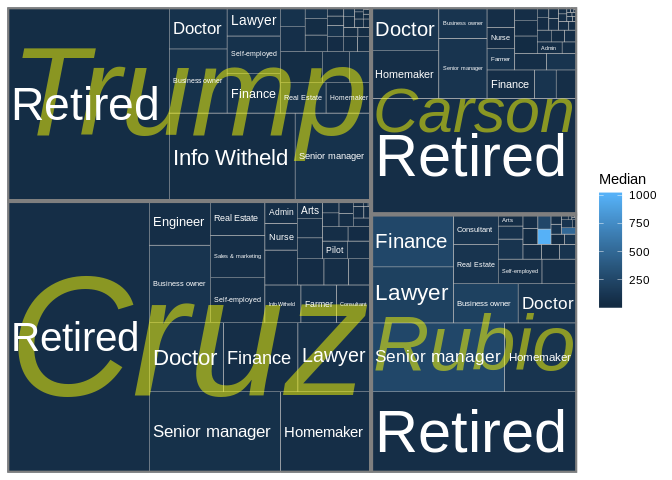 Trump
Doctor
Lawyer
Business owner
Self-employed
Finance
Real Estate
Homemaker
Retired
Info Witheld
Senior manager
Carson
Doctor
Business owner
Nurse
Admin
Homemaker
Senior manager
Farmer
Finance
Retired
Cruz
Engineer
Real Estate
Admin
Arts
Nurse
Pilot
Sales & marketing
Business owner
Self-employed
Info Witheld
Farmer
Consultant
Retired
Doctor
Finance
Lawyer
Senior manager
Homemaker
Rubio
Finance
Consultant
Arts
Real Estate
Self-employed
Lawyer
Business owner
Doctor
Senior manager
Homemaker
Retired
Median
1000
750
500
250